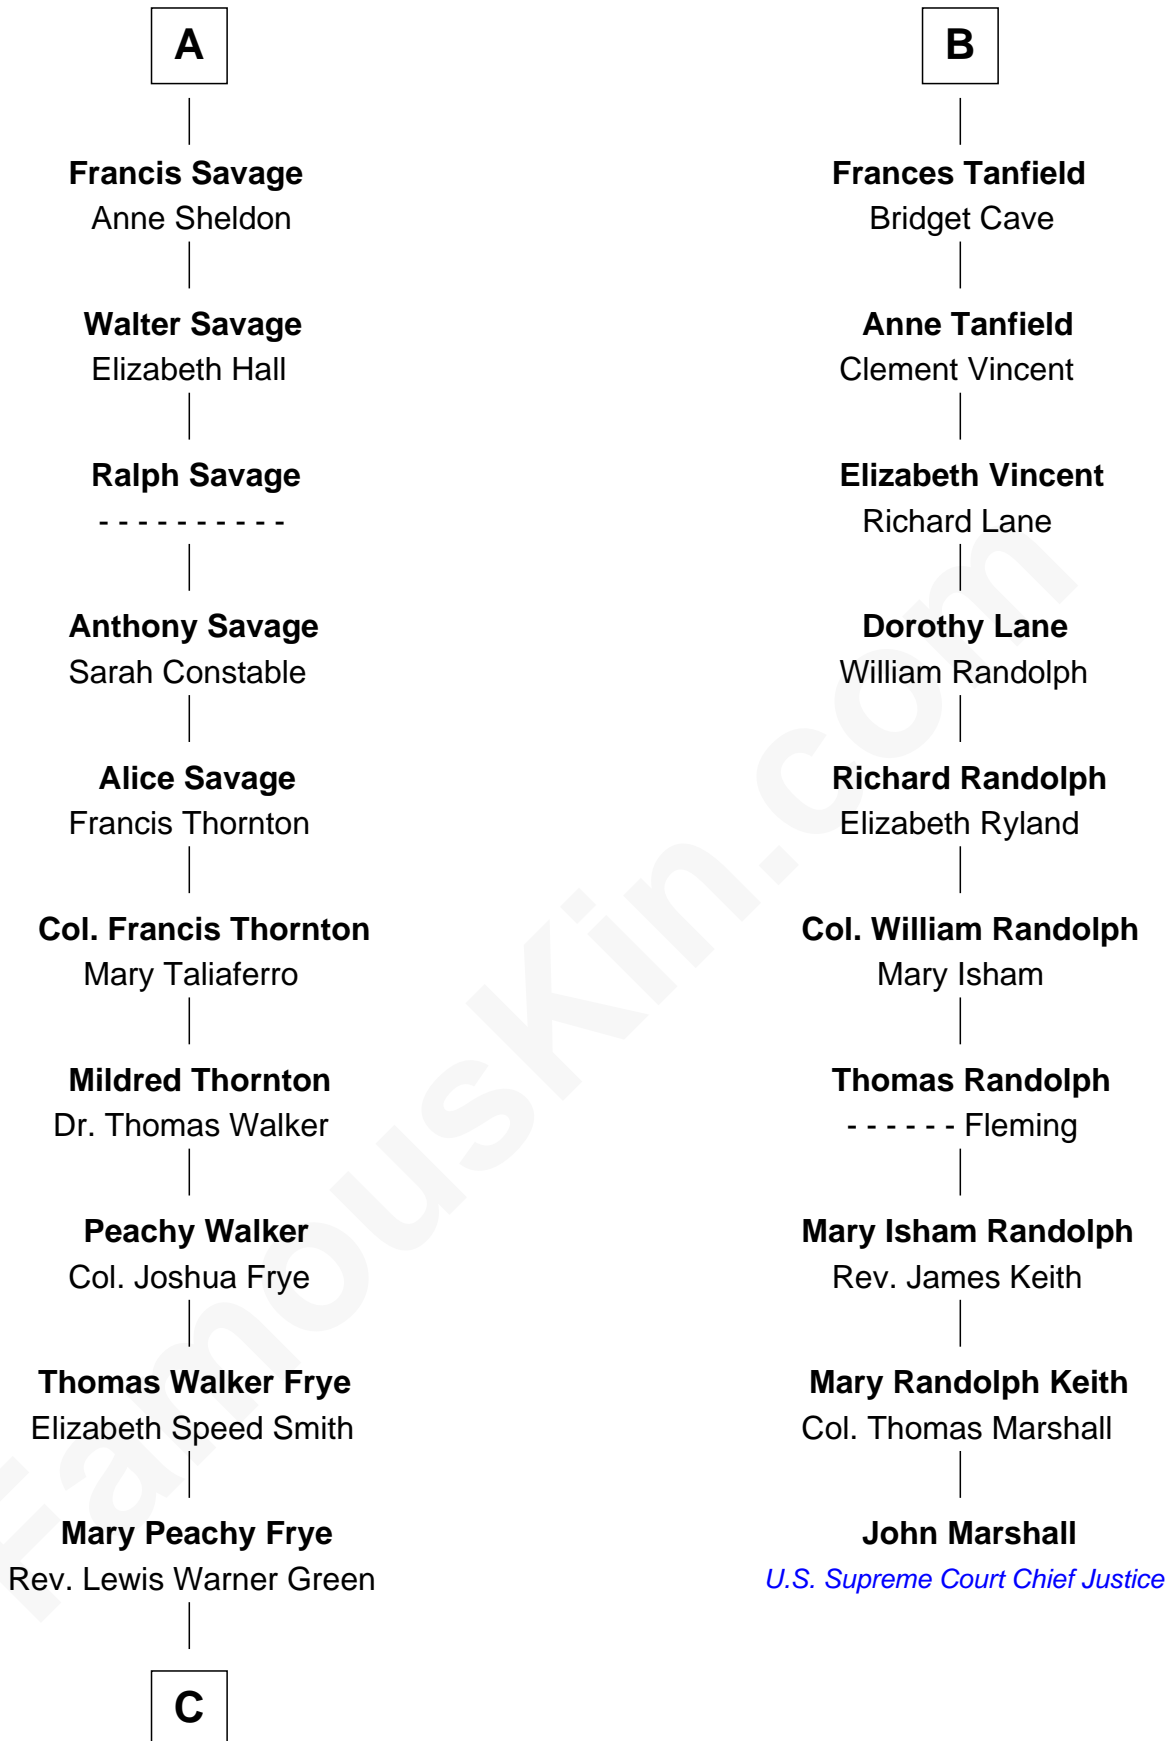 A
Francis Savage
Anne Sheldon
Walter Savage
Elizabeth Hall
Ralph Savage
- - - - - - - - - -
Anthony Savage
Sarah Constable
Alice Savage
Francis Thornton
Col. Francis Thornton
Mary Taliaferro
Mildred Thornton
Dr. Thomas Walker
Peachy Walker
Col. Joshua Frye
Thomas Walker Frye
Elizabeth Speed Smith
Mary Peachy Frye
Rev. Lewis Warner Green
C
B
Frances Tanfield
Bridget Cave
Anne Tanfield
Clement Vincent
Elizabeth Vincent
Richard Lane
Dorothy Lane
William Randolph
Richard Randolph
Elizabeth Ryland
Col. William Randolph
Mary Isham
Thomas Randolph
- - - - - - Fleming
Mary Isham Randolph
Rev. James Keith
Mary Randolph Keith
Col. Thomas Marshall
John Marshall
U.S. Supreme Court Chief Justice
FamousKin.com